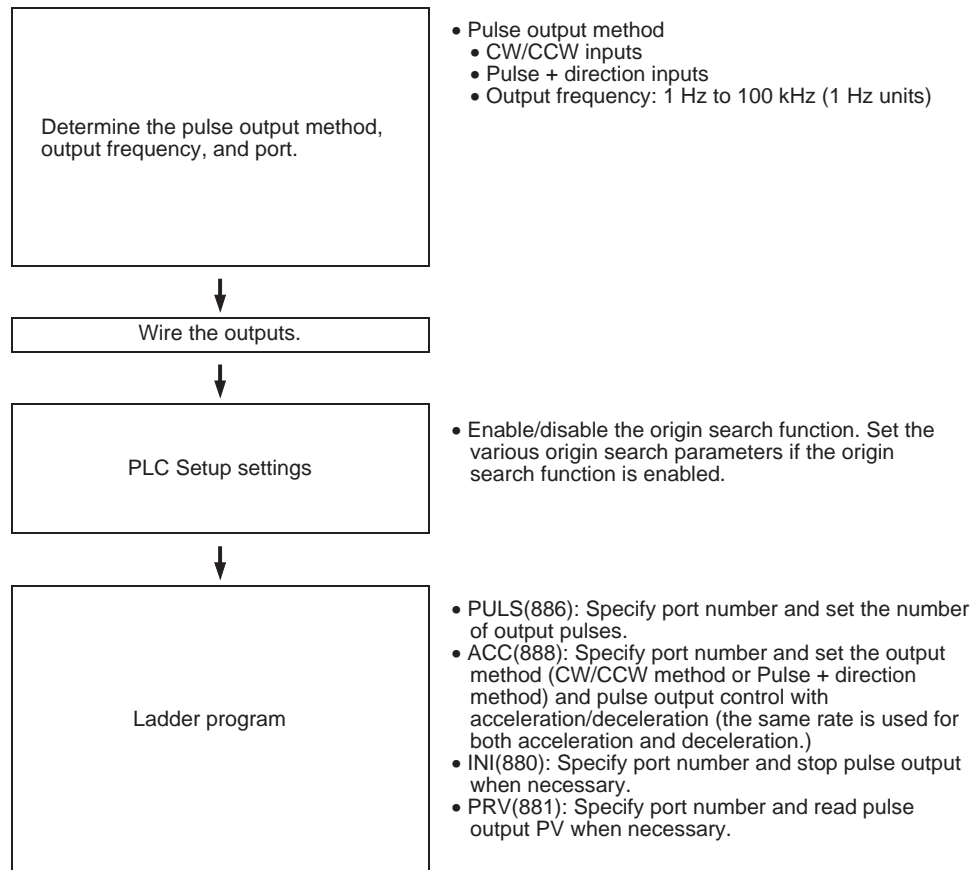 Determine the pulse output method,
output frequency, and port.
• Pulse output method
• CW/CCW inputs
• Pulse + direction inputs
• Output frequency: 1 Hz to 100 kHz (1 Hz units)
Wire the outputs.
PLC Setup settings
• Enable/disable the origin search function. Set the
various origin search parameters if the origin
search function is enabled.
Ladder program
• PULS(886): Specify port number and set the number
of output pulses.
• ACC(888): Specify port number and set the output
method (CW/CCW method or Pulse + direction
method) and pulse output control with
acceleration/deceleration (the same rate is used for
both acceleration and deceleration.)
• INI(880): Specify port number and stop pulse output
when necessary.
• PRV(881): Specify port number and read pulse
output PV when necessary.